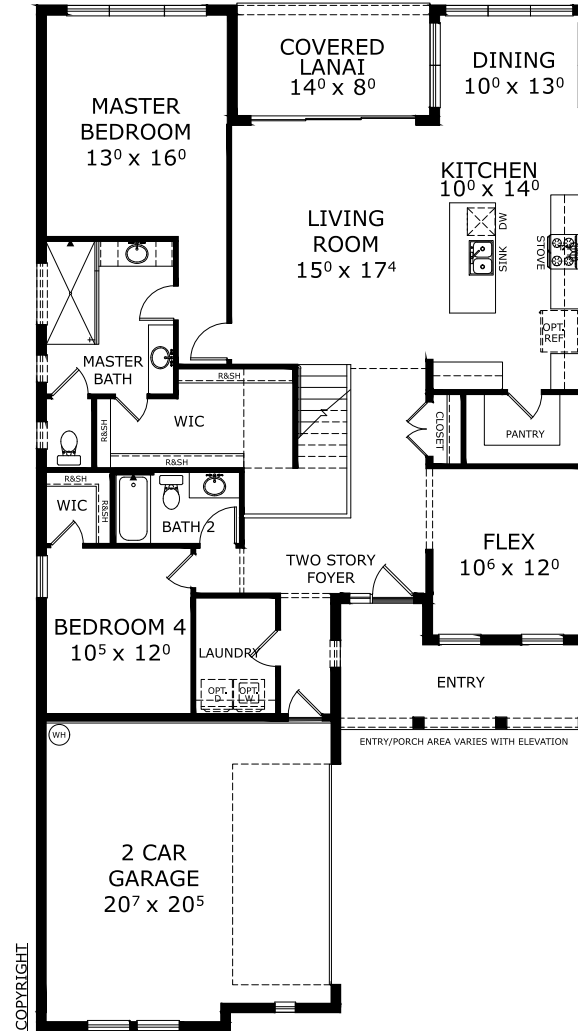 COVERED
LANAI
14⁰ x 8⁰
DINING
10⁰ x 13⁰
MASTER
BEDROOM
13⁰ x 16⁰
KITCHEN
10⁰ x 14⁰
LIVING
ROOM
15⁰ x 17⁴
DW
SINK
STOVE
OPT.
REF
MASTER
BATH
R&SH
WIC
R&SH
R&SH
CLOSET
PANTRY
R&SH
WIC
R&SH
BATH 2
FLEX
10⁶ x 12⁰
TWO STORY
FOYER
BEDROOM 4
10⁵ x 12⁰
LAUNDRY
OPT.
D
OPT.
W
ENTRY
WH
ENTRY/PORCH AREA VARIES WITH ELEVATION
2 CAR
GARAGE
20⁷ x 20⁵
COPYRIGHT